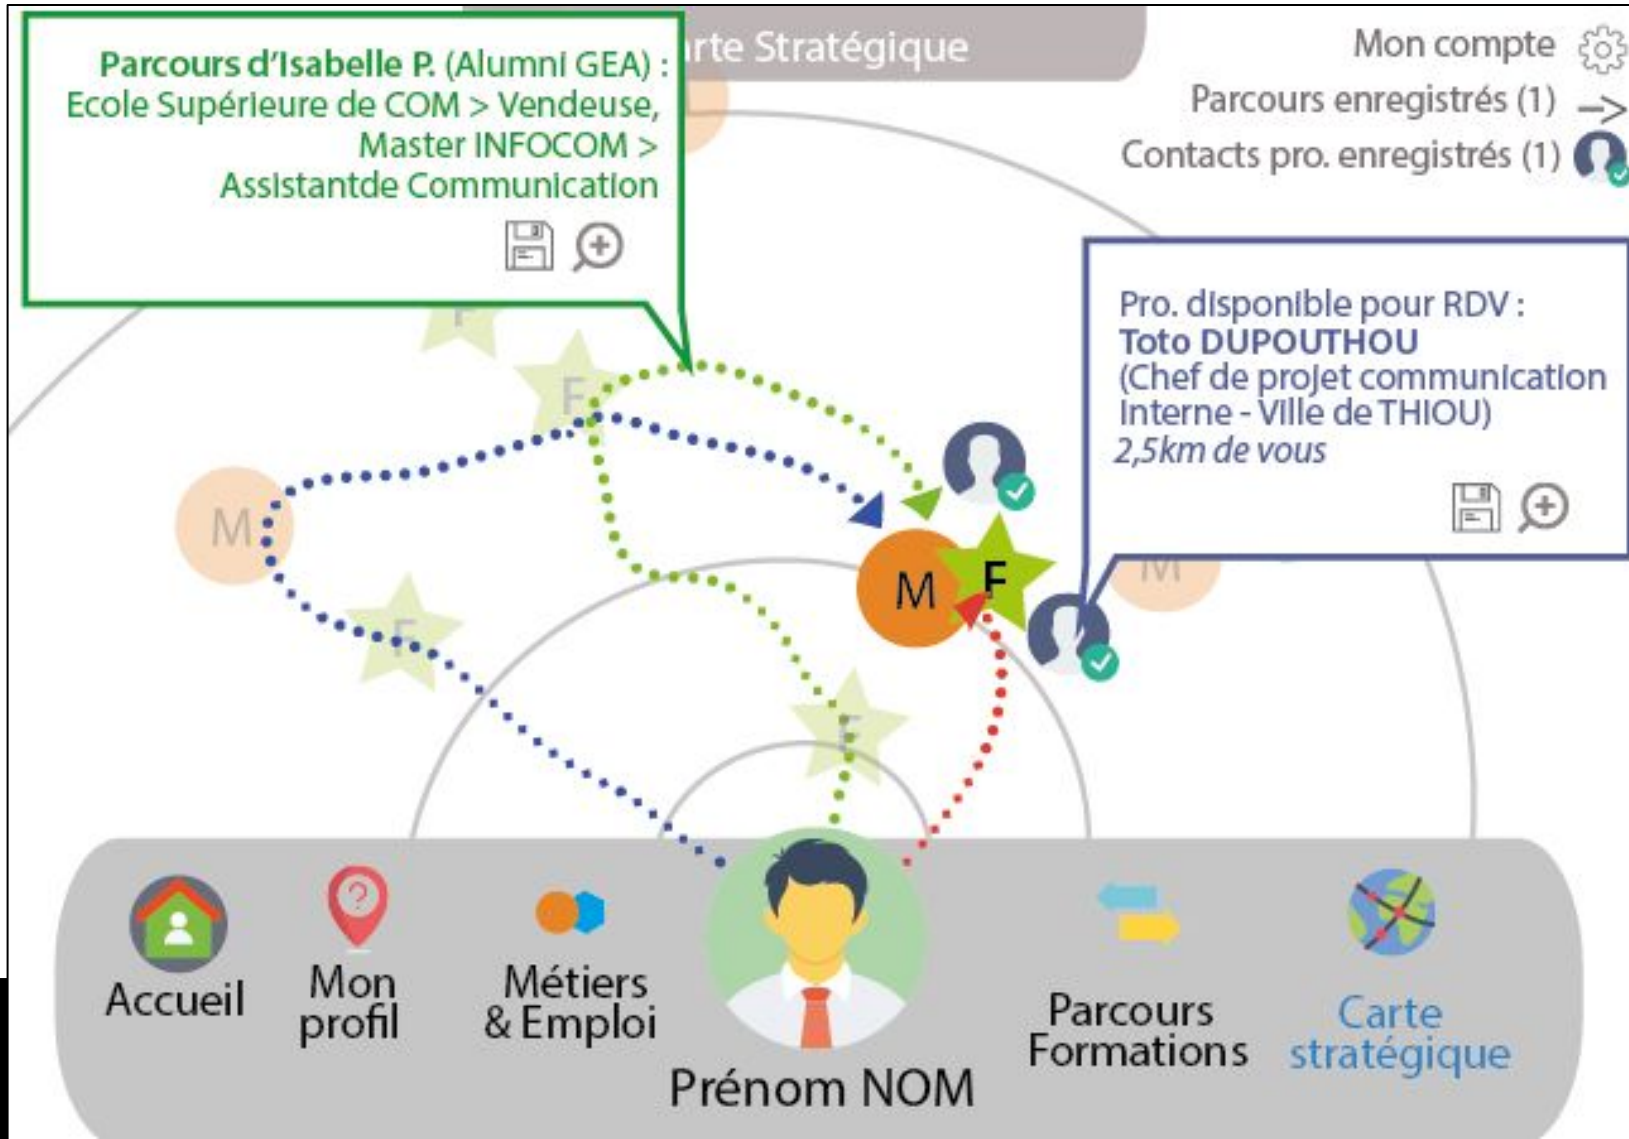 Parcours d'Isabelle P. (Alumni GEA) :
Ecole Supérieure de COM > Vendeuse,
Master INFOCOM >
Assistantde Communication
rte Stratégique
Mon compte
Parcours enregistrés (1)
Contacts pro. enregistrés (1)
Pro. disponible pour RDV :
Toto DUPOUTHOU
(Chef de projet communication
Interne - Ville de THIOU)
2,5km de vous
F
F
M
M
F
M
F
F
Accueil
Mon
profil
Métiers
& Emploi
Prénom NOM
Parcours
Formations
Carte
stratégique